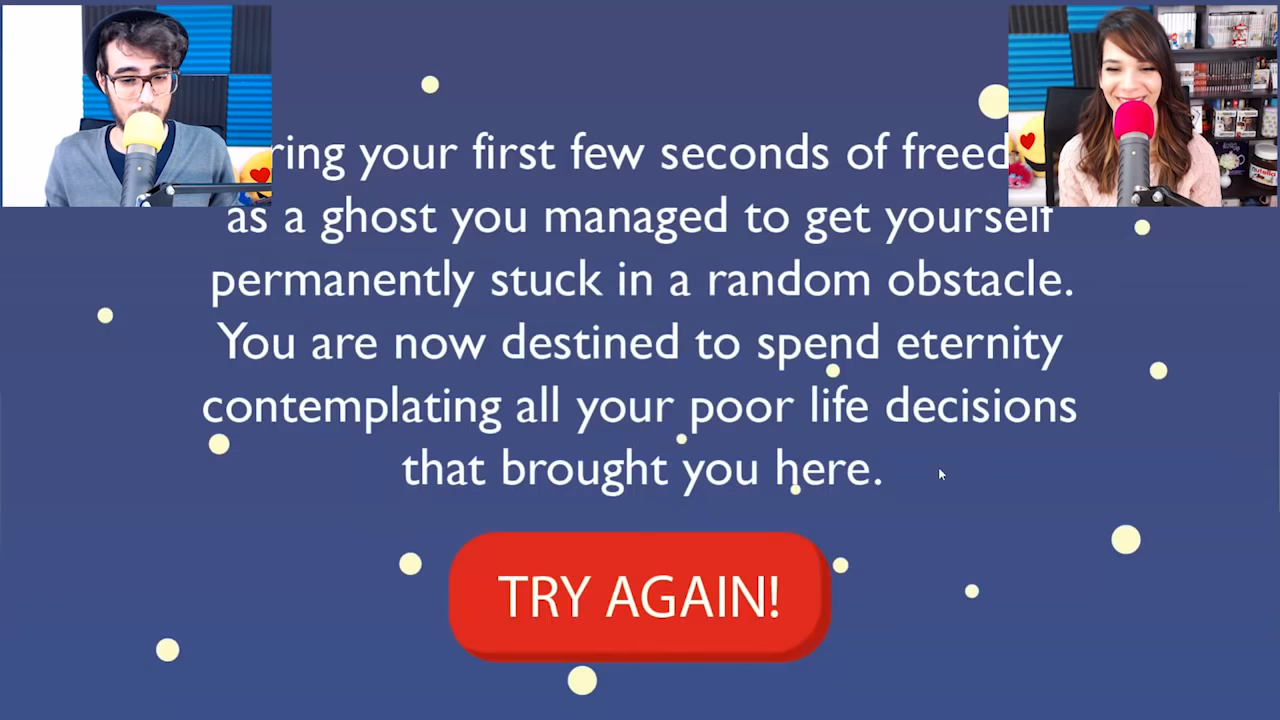 ring your first few seconds of freed
as a ghost you managed to get yourself
permanently stuck in a random obstacle.
You are now destined to spend eternity
contemplating all your poor life decisions
that brought you here.
TRY AGAIN!
nutella